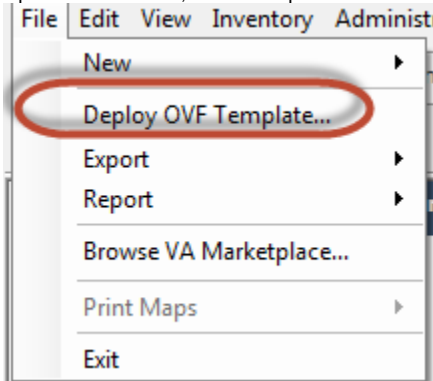 File Edit View Inventory Administ
New
Deploy OVF Template...
Export
Report
Browse VA Marketplace...
Print Maps
Exit